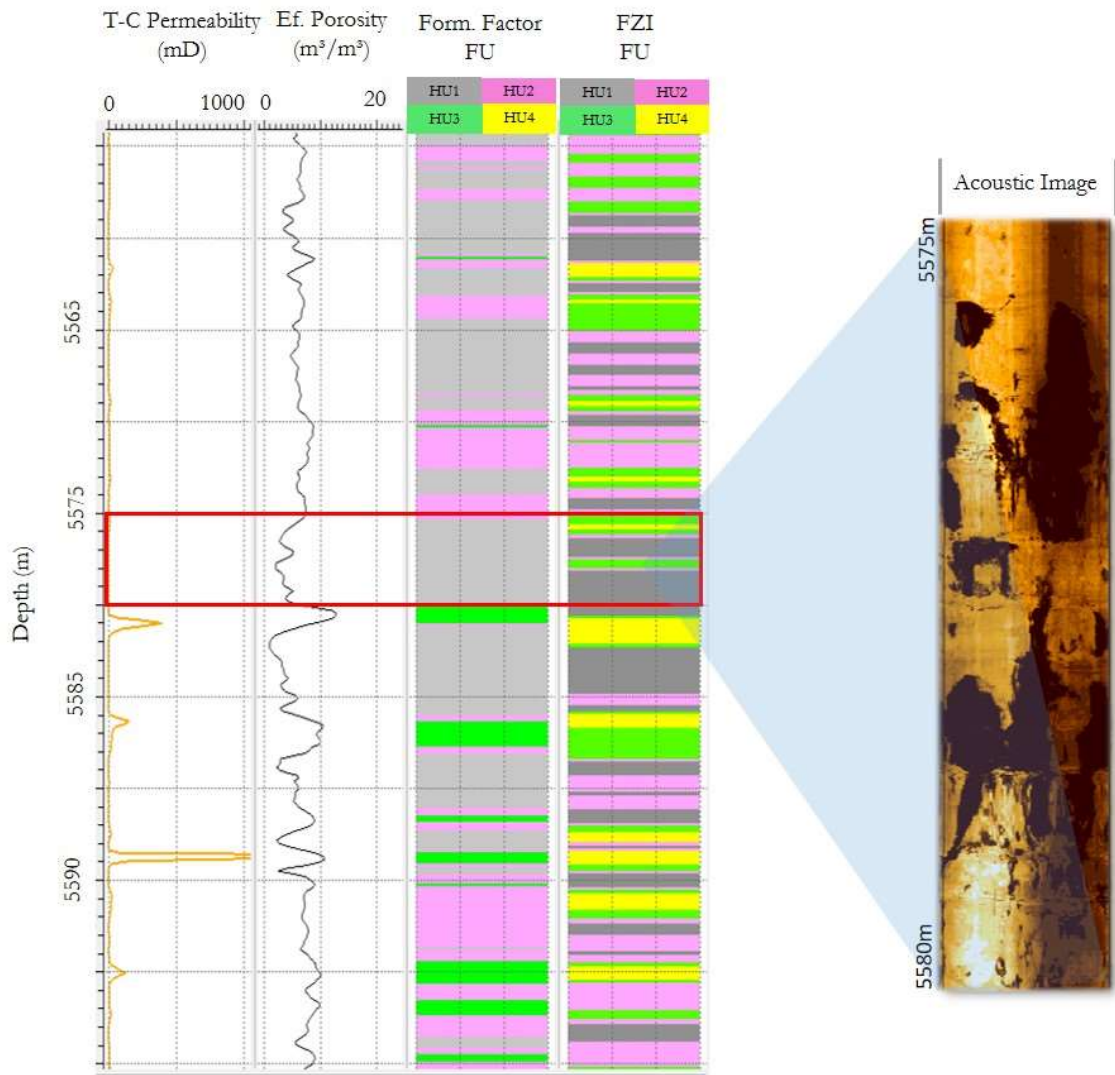 T-C Permeability
(mD)
Ef. Porosity
(m³/m³)
Form. Factor
FU
FZI
FU
0 1000
0 20
HU1 HU2
HU3 HU4
HU1 HU2
HU3 HU4
Depth (m)
5565
5575
5585
5590
Acoustic Image
5575m
5580m